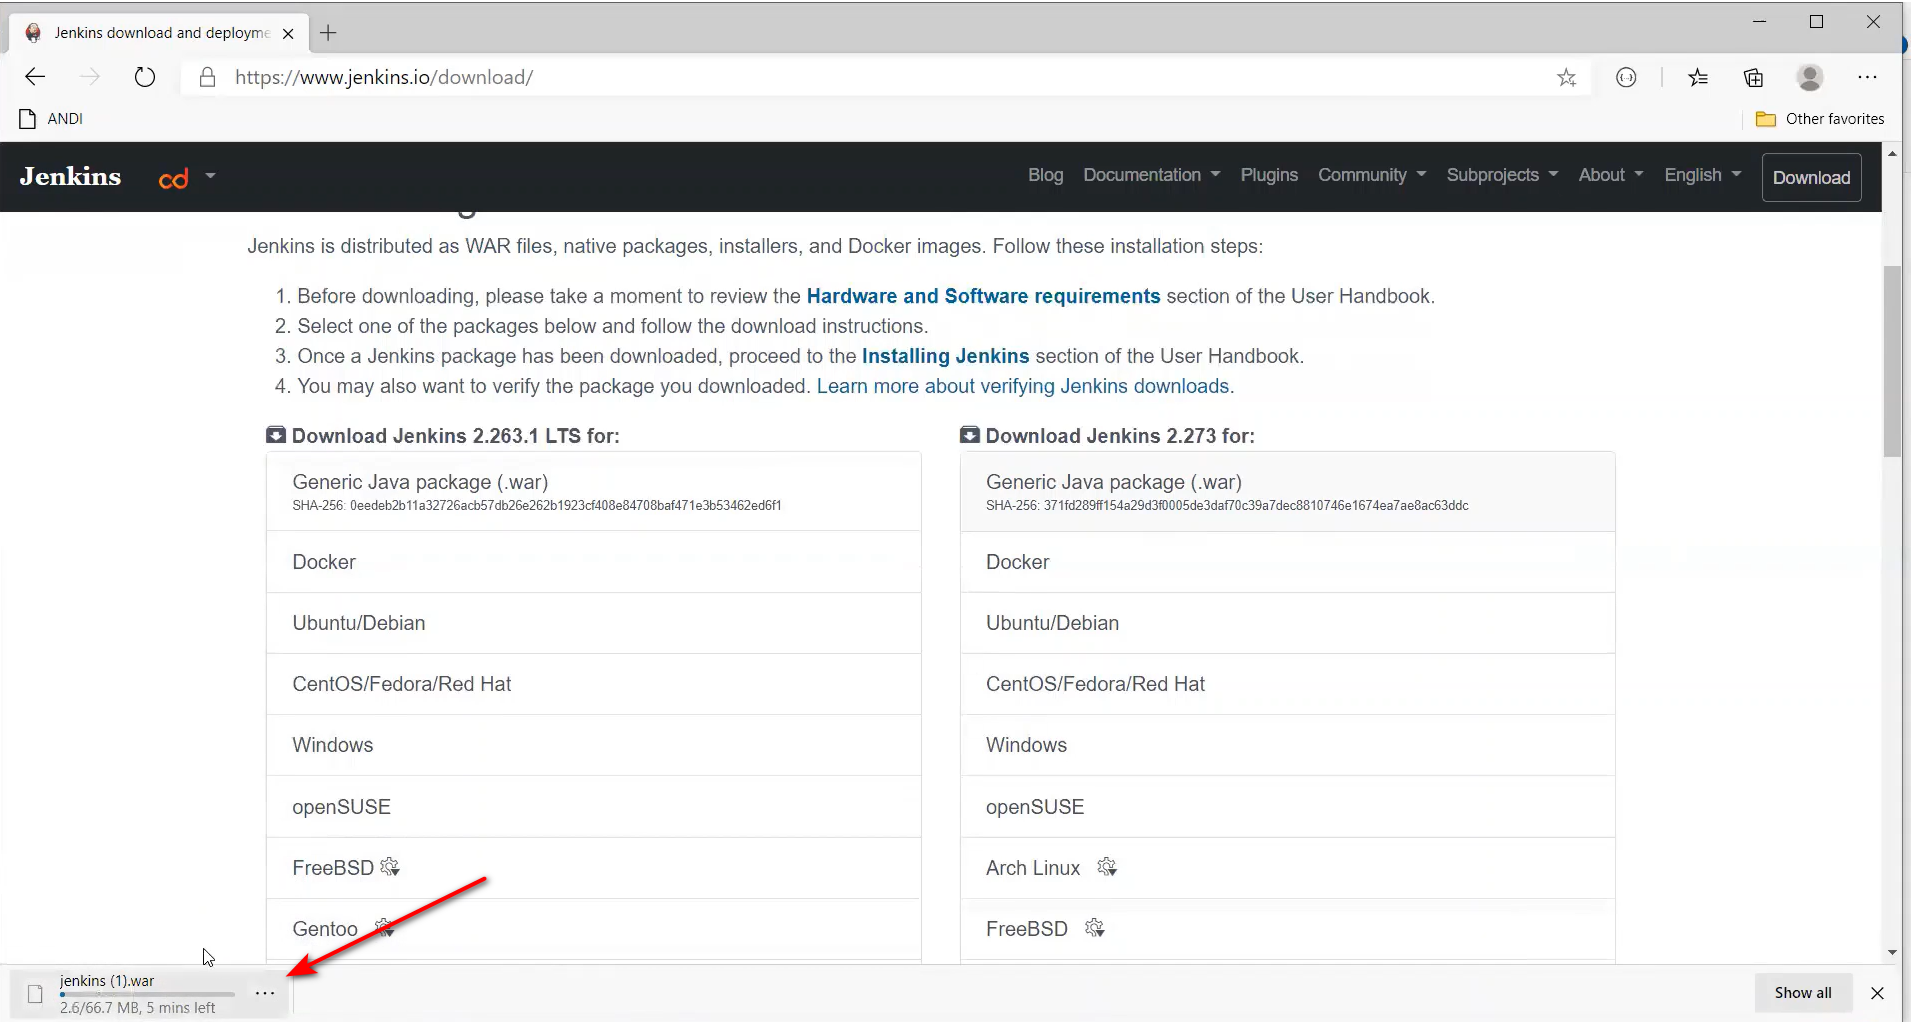 Jenkins download and deployme
https://www.jenkins.io/download/
ANDI
Other favorites
Jenkins
cd
Blog
Documentation
Plugins
Community
Subprojects
About
English
Download
Jenkins is distributed as WAR files, native packages, installers, and Docker images. Follow these installation steps:
1. Before downloading, please take a moment to review the Hardware and Software requirements section of the User Handbook.
2. Select one of the packages below and follow the download instructions.
3. Once a Jenkins package has been downloaded, proceed to the Installing Jenkins section of the User Handbook.
4. You may also want to verify the package you downloaded. Learn more about verifying Jenkins downloads.
Download Jenkins 2.263.1 LTS for:
Generic Java package (.war)
SHA-256: 0eedeb2b11a32726acb57db26e262b1923cf408e84708baf471e3b53462ed6f1
Docker
Ubuntu/Debian
CentOS/Fedora/Red Hat
Windows
openSUSE
FreeBSD
Gentoo
Download Jenkins 2.273 for:
Generic Java package (.war)
SHA-256: 371fd289ff154a29d3f0005de3daf70c39a7dec8810746e1674ea7ae8ac63ddc
Docker
Ubuntu/Debian
CentOS/Fedora/Red Hat
Windows
openSUSE
Arch Linux
FreeBSD
jenkins (1).war
2.6/66.7 MB, 5 mins left
Show all